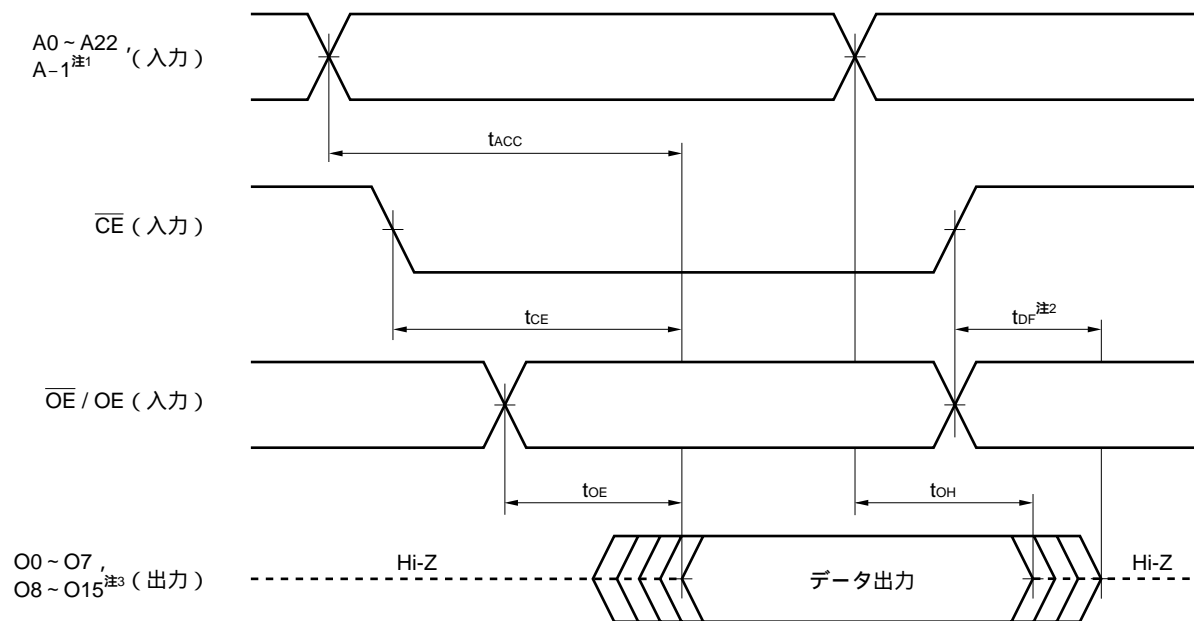 A0 ~ A22 ,
A-1注1 ( 入力 )
tACC
CE ( 入力 )
tCE
tDF注2
OE / OE ( 入力 )
tOE
tOH
O0 ~ O7 ,
O8 ~ O15注3 ( 出力 )
Hi-Z
データ出力
Hi-Z